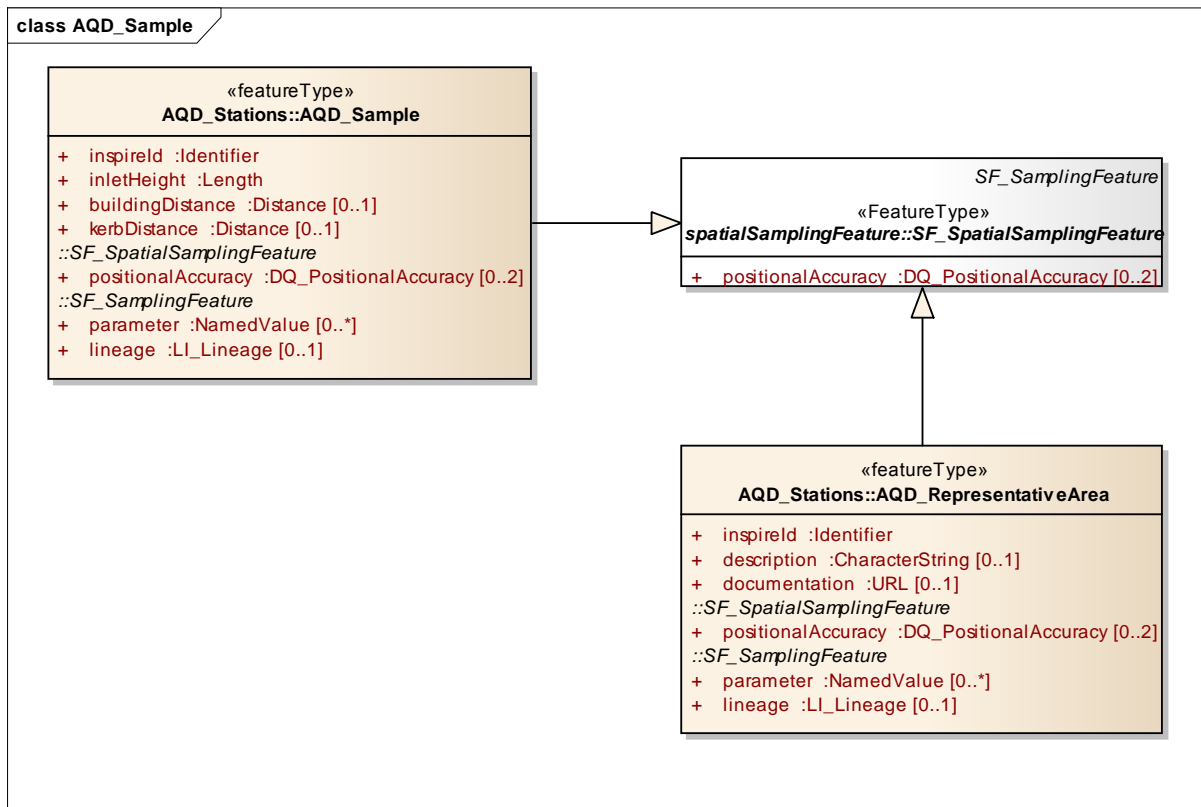 class AQD_Sample
«featureType»
AQD_Stations::AQD_Sample
+ inspireId :Identifier
+ inletHeight :Length
+ buildingDistance :Distance [0..1]
+ kerbDistance :Distance [0..1]
::SF_SpatialSamplingFeature
+ positionalAccuracy :DQ_PositionalAccuracy [0..2]
::SF_SamplingFeature
+ parameter :NamedValue [0..*]
+ lineage :LI_Lineage [0..1]
SF_SamplingFeature
«FeatureType»
spatialSamplingFeature::SF_SpatialSamplingFeature
+ positionalAccuracy :DQ_PositionalAccuracy [0..2]
«featureType»
AQD_Stations::AQD_RepresentativeArea
+ inspireId :Identifier
+ description :CharacterString [0..1]
+ documentation :URL [0..1]
::SF_SpatialSamplingFeature
+ positionalAccuracy :DQ_PositionalAccuracy [0..2]
::SF_SamplingFeature
+ parameter :NamedValue [0..*]
+ lineage :LI_Lineage [0..1]